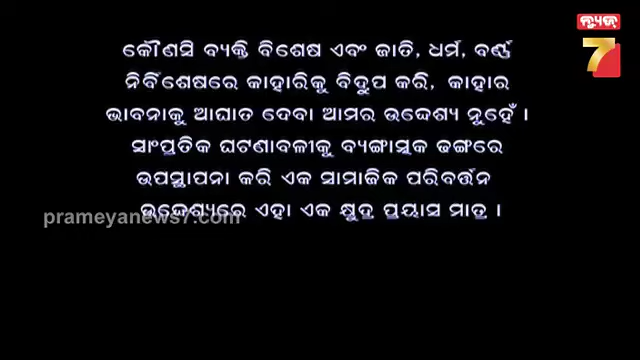 ନ୍ୟୁଜ୍
7
କୌଣସି ବ୍ୟକ୍ତି ବିଶେଷ ଏବଂ ଜାତି, ଧର୍ମ, ବର୍ଣ୍ଣ
ନିର୍ବିଶେଷରେ କାହାରିକୁ ବିଦ୍ରୁପ କରି, କାହାର
ଭାବନାକୁ ଆଘାତ ଦେବା ଆମର ଉଦ୍ଦେଶ୍ୟ ନୁହେଁ ।
ସାଂପ୍ରତିକ ଘଟଣାବଳୀକୁ ବ୍ୟଙ୍ଗାତ୍ମକ ଢଙ୍ଗରେ
ଉପସ୍ଥାପନା କରି ଏକ ସାମାଜିକ ପରିବର୍ତ୍ତନ
ଉଦ୍ଦେଶ୍ୟରେ ଏହା ଏକ କ୍ଷୁଦ୍ର ପ୍ରୟାସ ମାତ୍ର ।
prameyanews7.com